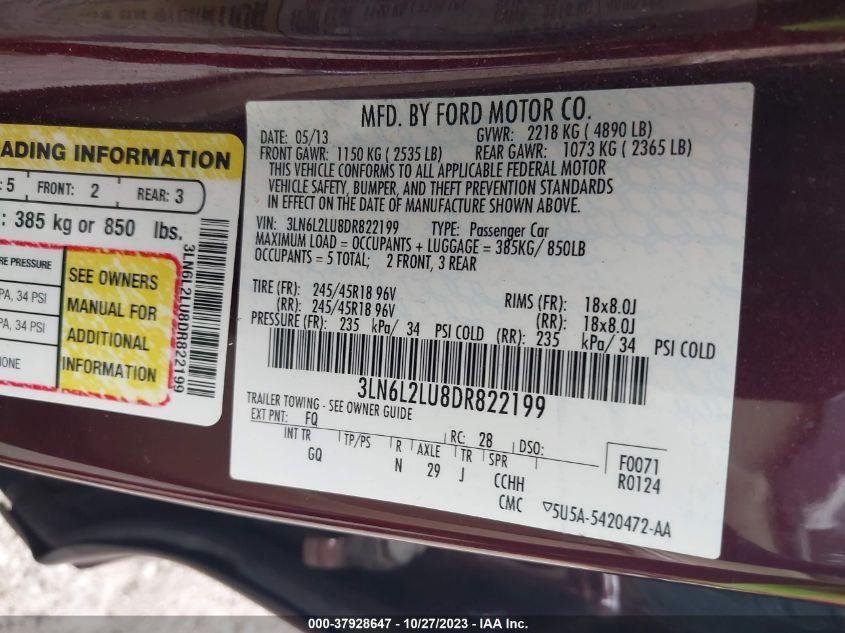 ADING INFORMATION
: 5 FRONT: 2 REAR: 3
: 385 kg or 850 lbs.
RE PRESSURE
PA, 34 PSI
PA, 34 PSI
SEE OWNERS
MANUAL FOR
ADDITIONAL
INFORMATION
3LN6L2LU8DR822199
MFD. BY FORD MOTOR CO.
DATE: 05/13 GVWR: 2218 KG ( 4890 LB)
FRONT GAWR: 1150 KG ( 2535 LB) REAR GAWR: 1073 KG ( 2365 LB)
THIS VEHICLE CONFORMS TO ALL APPLICABLE FEDERAL MOTOR
VEHICLE SAFETY, BUMPER, AND THEFT PREVENTION STANDARDS
IN EFFECT ON THE DATE OF MANUFACTURE SHOWN ABOVE.
VIN: 3LN6L2LU8DR822199 TYPE: Passenger Car
MAXIMUM LOAD = OCCUPANTS + LUGGAGE = 385KG/ 850LB
OCCUPANTS = 5 TOTAL; 2 FRONT, 3 REAR
TIRE (FR): 245/45R18 96V RIMS (FR): 18x8.0J
(RR): 245/45R18 96V (RR): 18x8.0J
PRESSURE (FR): 235 kPa/ 34 PSI COLD (RR): 235 kPa/ 34 PSI COLD
3LN6L2LU8DR822199
TRAILER TOWING - SEE OWNER GUIDE
EXT PNT: FQ RC: 28 DSO:
INT TR TP/PS R AXLE TR SPR F0071
GQ N 29 J CCHH R0124
CMC ▽5U5A-5420472-AA
000-37928647 - 10/27/2023 - IAA Inc.